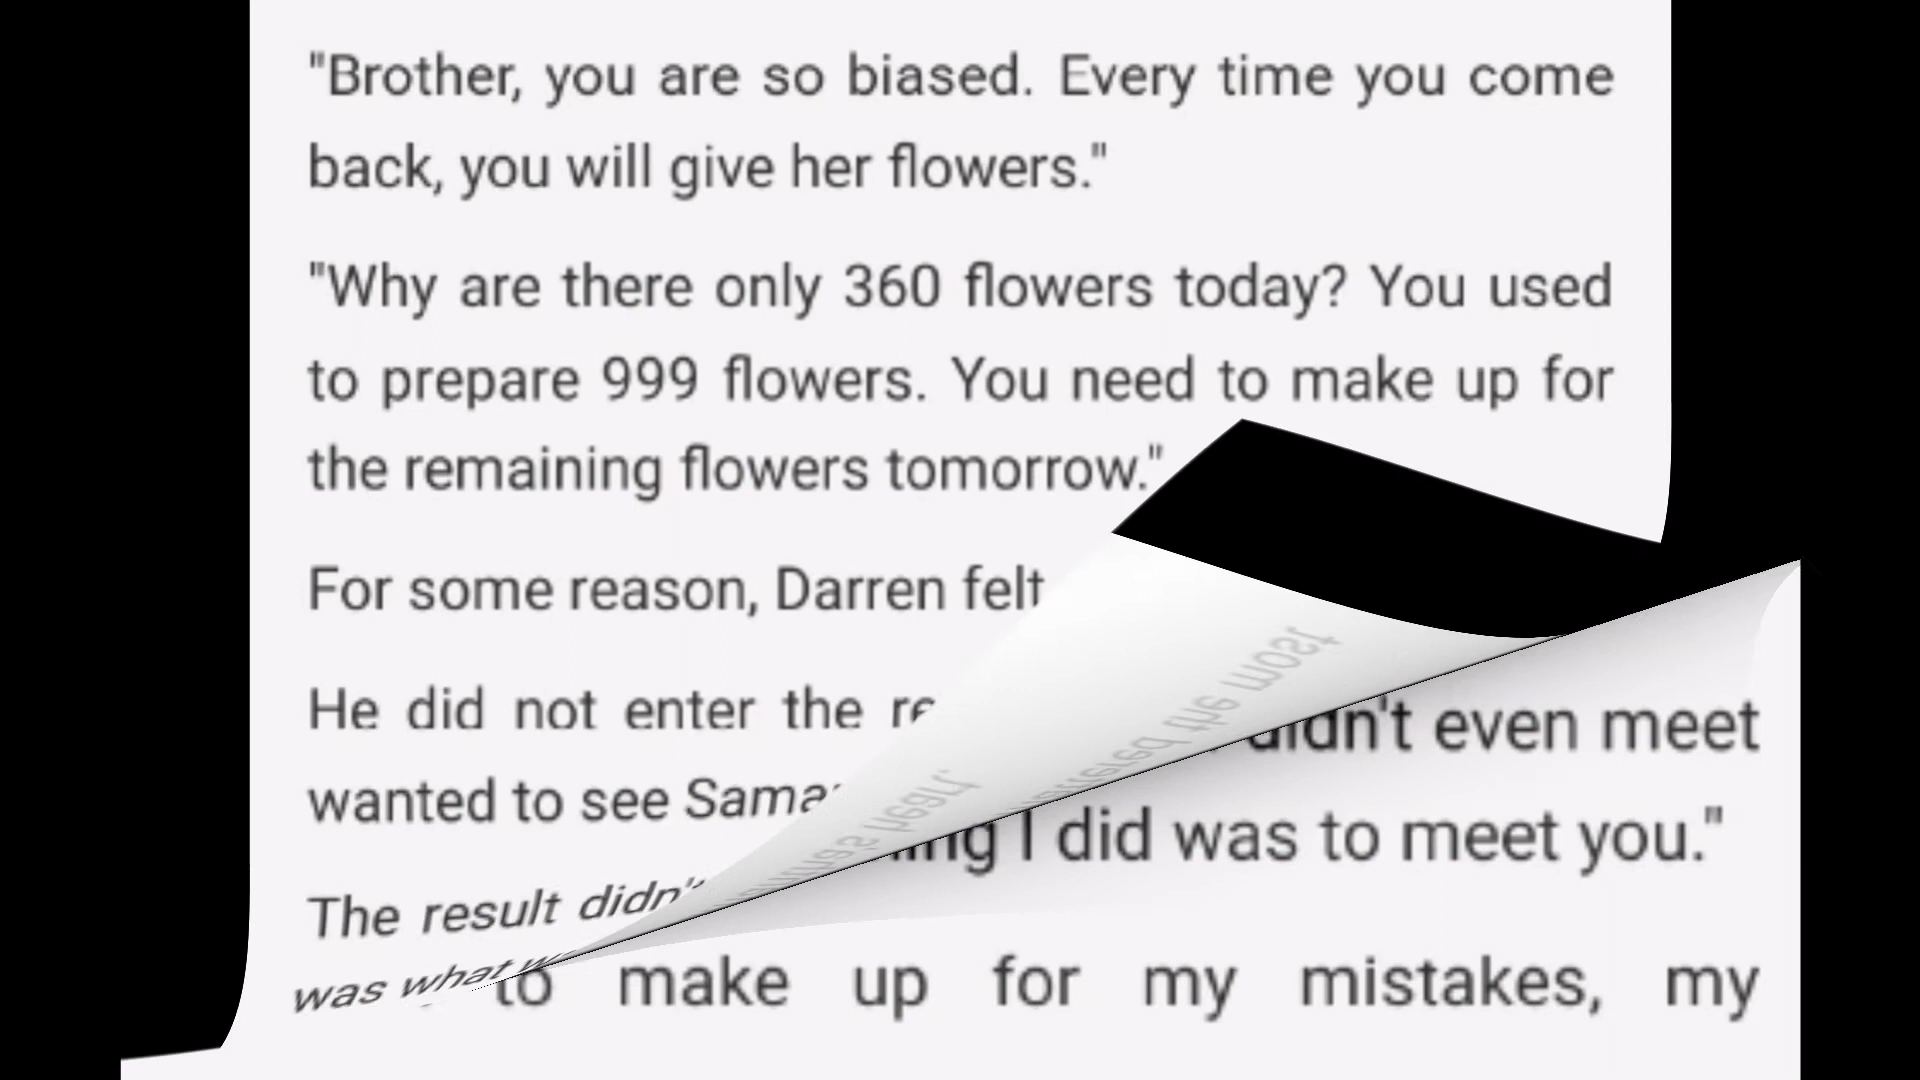 "Brother, you are so biased. Every time you come
back, you will give her flowers."
"Why are there only 360 flowers today? You used
to prepare 999 flowers. You need to make up for
the remaining flowers tomorrow."
For some reason, Darren felt
He did not enter the
wanted to see
The result didn't
was what
even meet
I did was to meet you."
to make up for my mistakes, my
the most
heart.